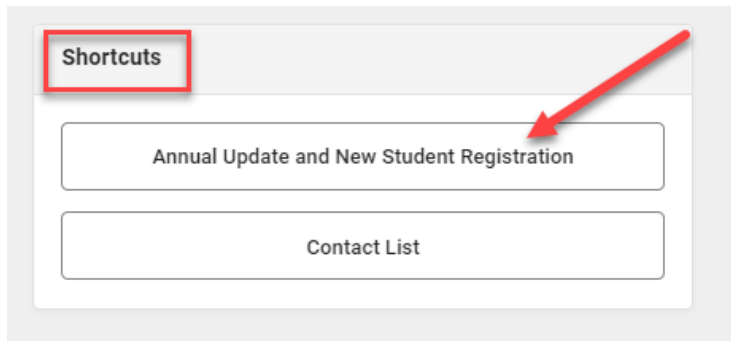 Shortcuts
Annual Update and New Student Registration
Contact List